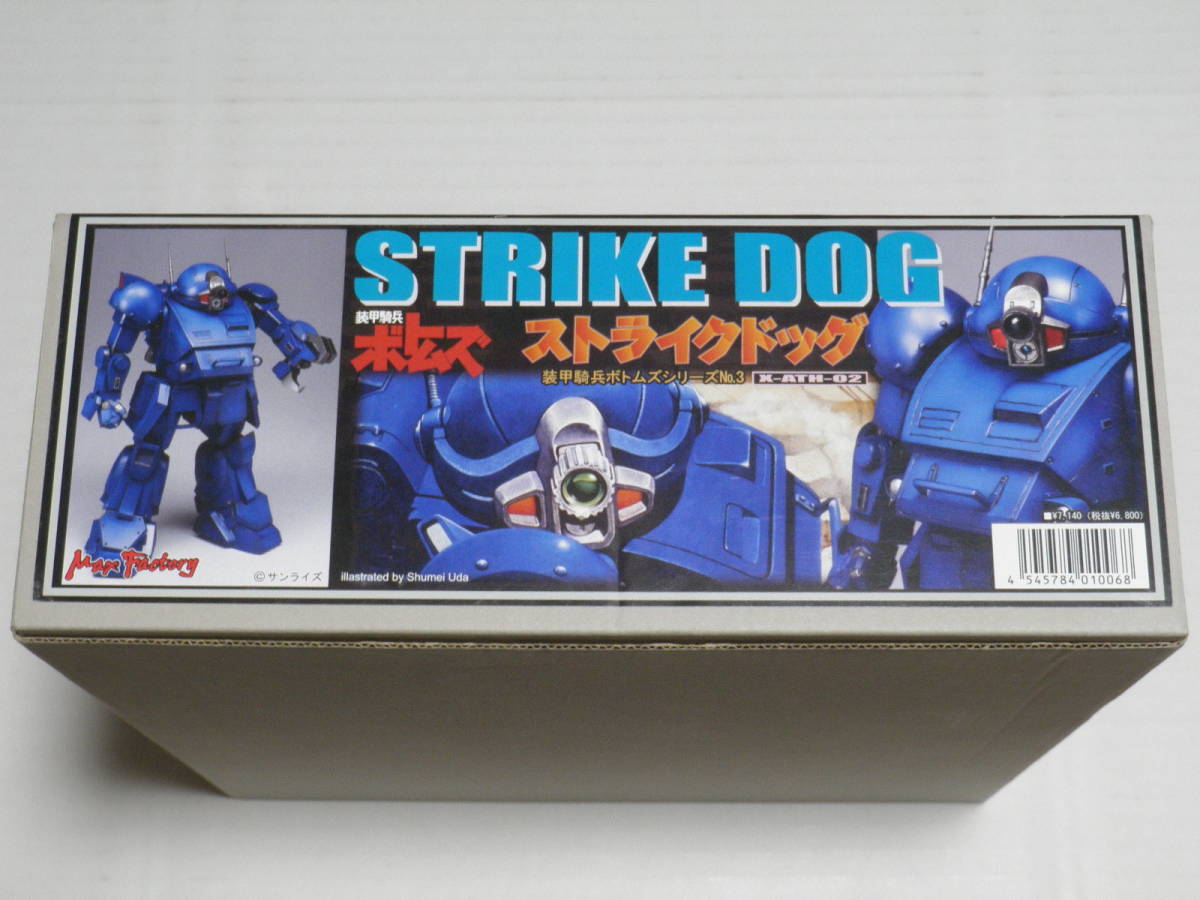 STRIKE DOG
装甲騎兵
ボトムズ
ストライクドッグ
装甲騎兵ボトムズシリーズNo.3 X-ATH-02
■¥7,140（税抜¥6,800）
Max Factory
©サンライズ
illustrated by Shumei Uda
4 545784 010068